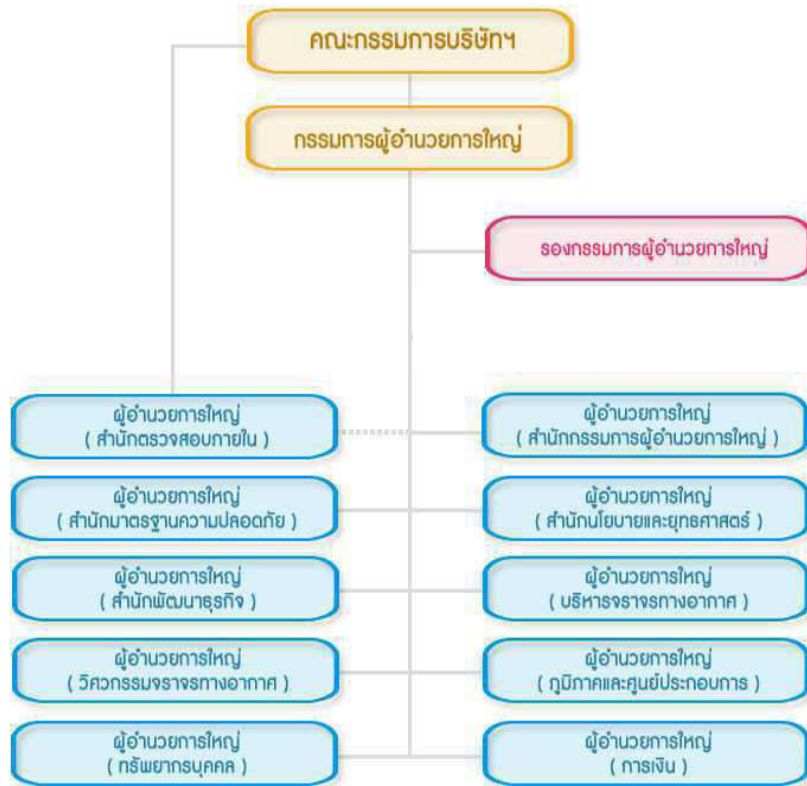 คณะกรรมการบริษัทฯ
กรรมการผู้อำนวยการใหญ่
รองกรรมการผู้อำนวยการใหญ่
ผู้อำนวยการใหญ่
( สำนักตรวจสอบภายใน )
ผู้อำนวยการใหญ่
( สำนักกรรมการผู้อำนวยการใหญ่ )
ผู้อำนวยการใหญ่
( สำนักมาตรฐานความปลอดภัย )
ผู้อำนวยการใหญ่
( สำนักนโยบายและยุทธศาสตร์ )
ผู้อำนวยการใหญ่
( สำนักพัฒนาธุรกิจ )
ผู้อำนวยการใหญ่
( บริหารจราจรทางอากาศ )
ผู้อำนวยการใหญ่
( วิศวกรรมจราจรทางอากาศ )
ผู้อำนวยการใหญ่
( ภูมิภาคและศูนย์ประกอบการ )
ผู้อำนวยการใหญ่
( ทรัพยากรบุคคล )
ผู้อำนวยการใหญ่
( การเงิน )